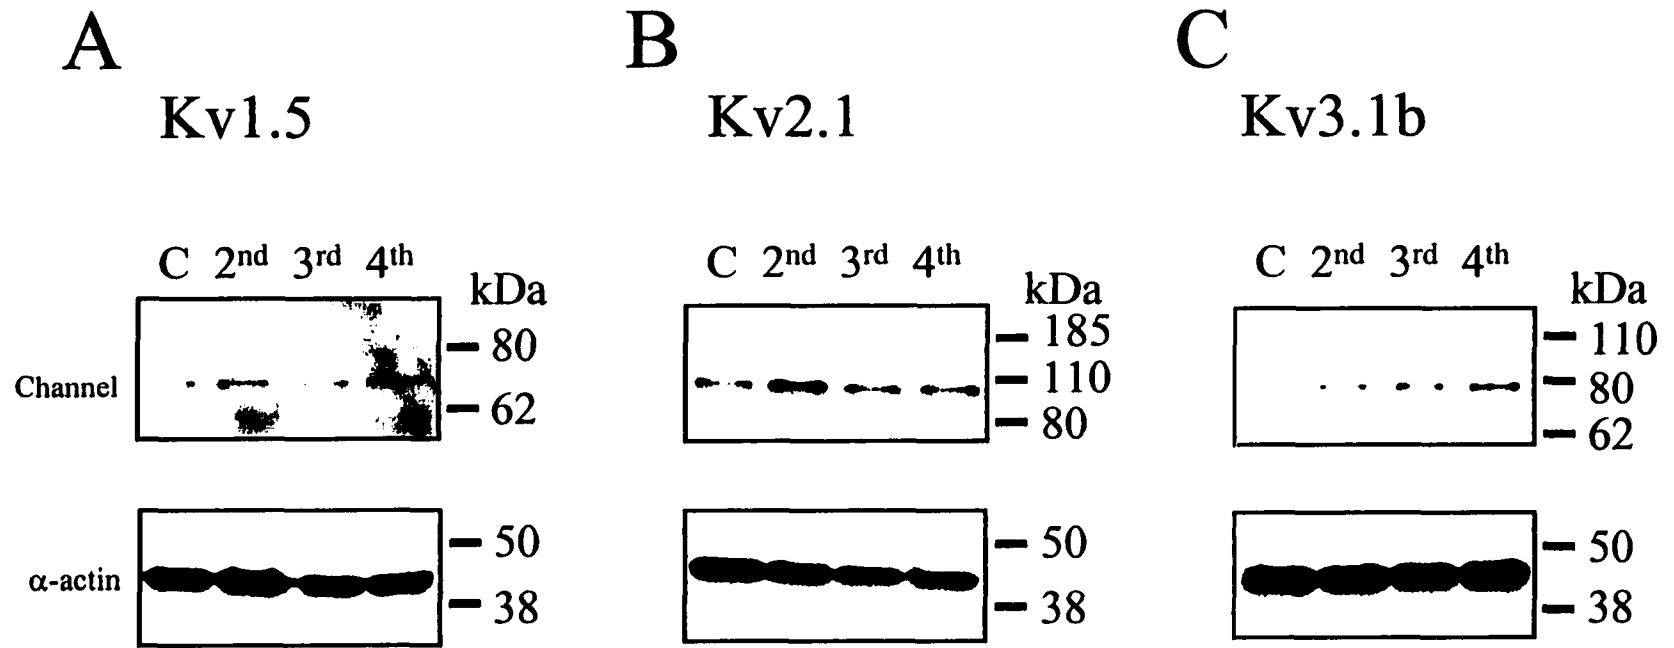 A
B
C
Kv1.5
Kv2.1
Kv3.1b
C 2nd 3rd 4th
kDa
C 2nd 3rd 4th
kDa
C 2nd 3rd 4th
kDa
Channel
80
62
185
110
80
110
80
62
α-actin
50
38
50
38
50
38